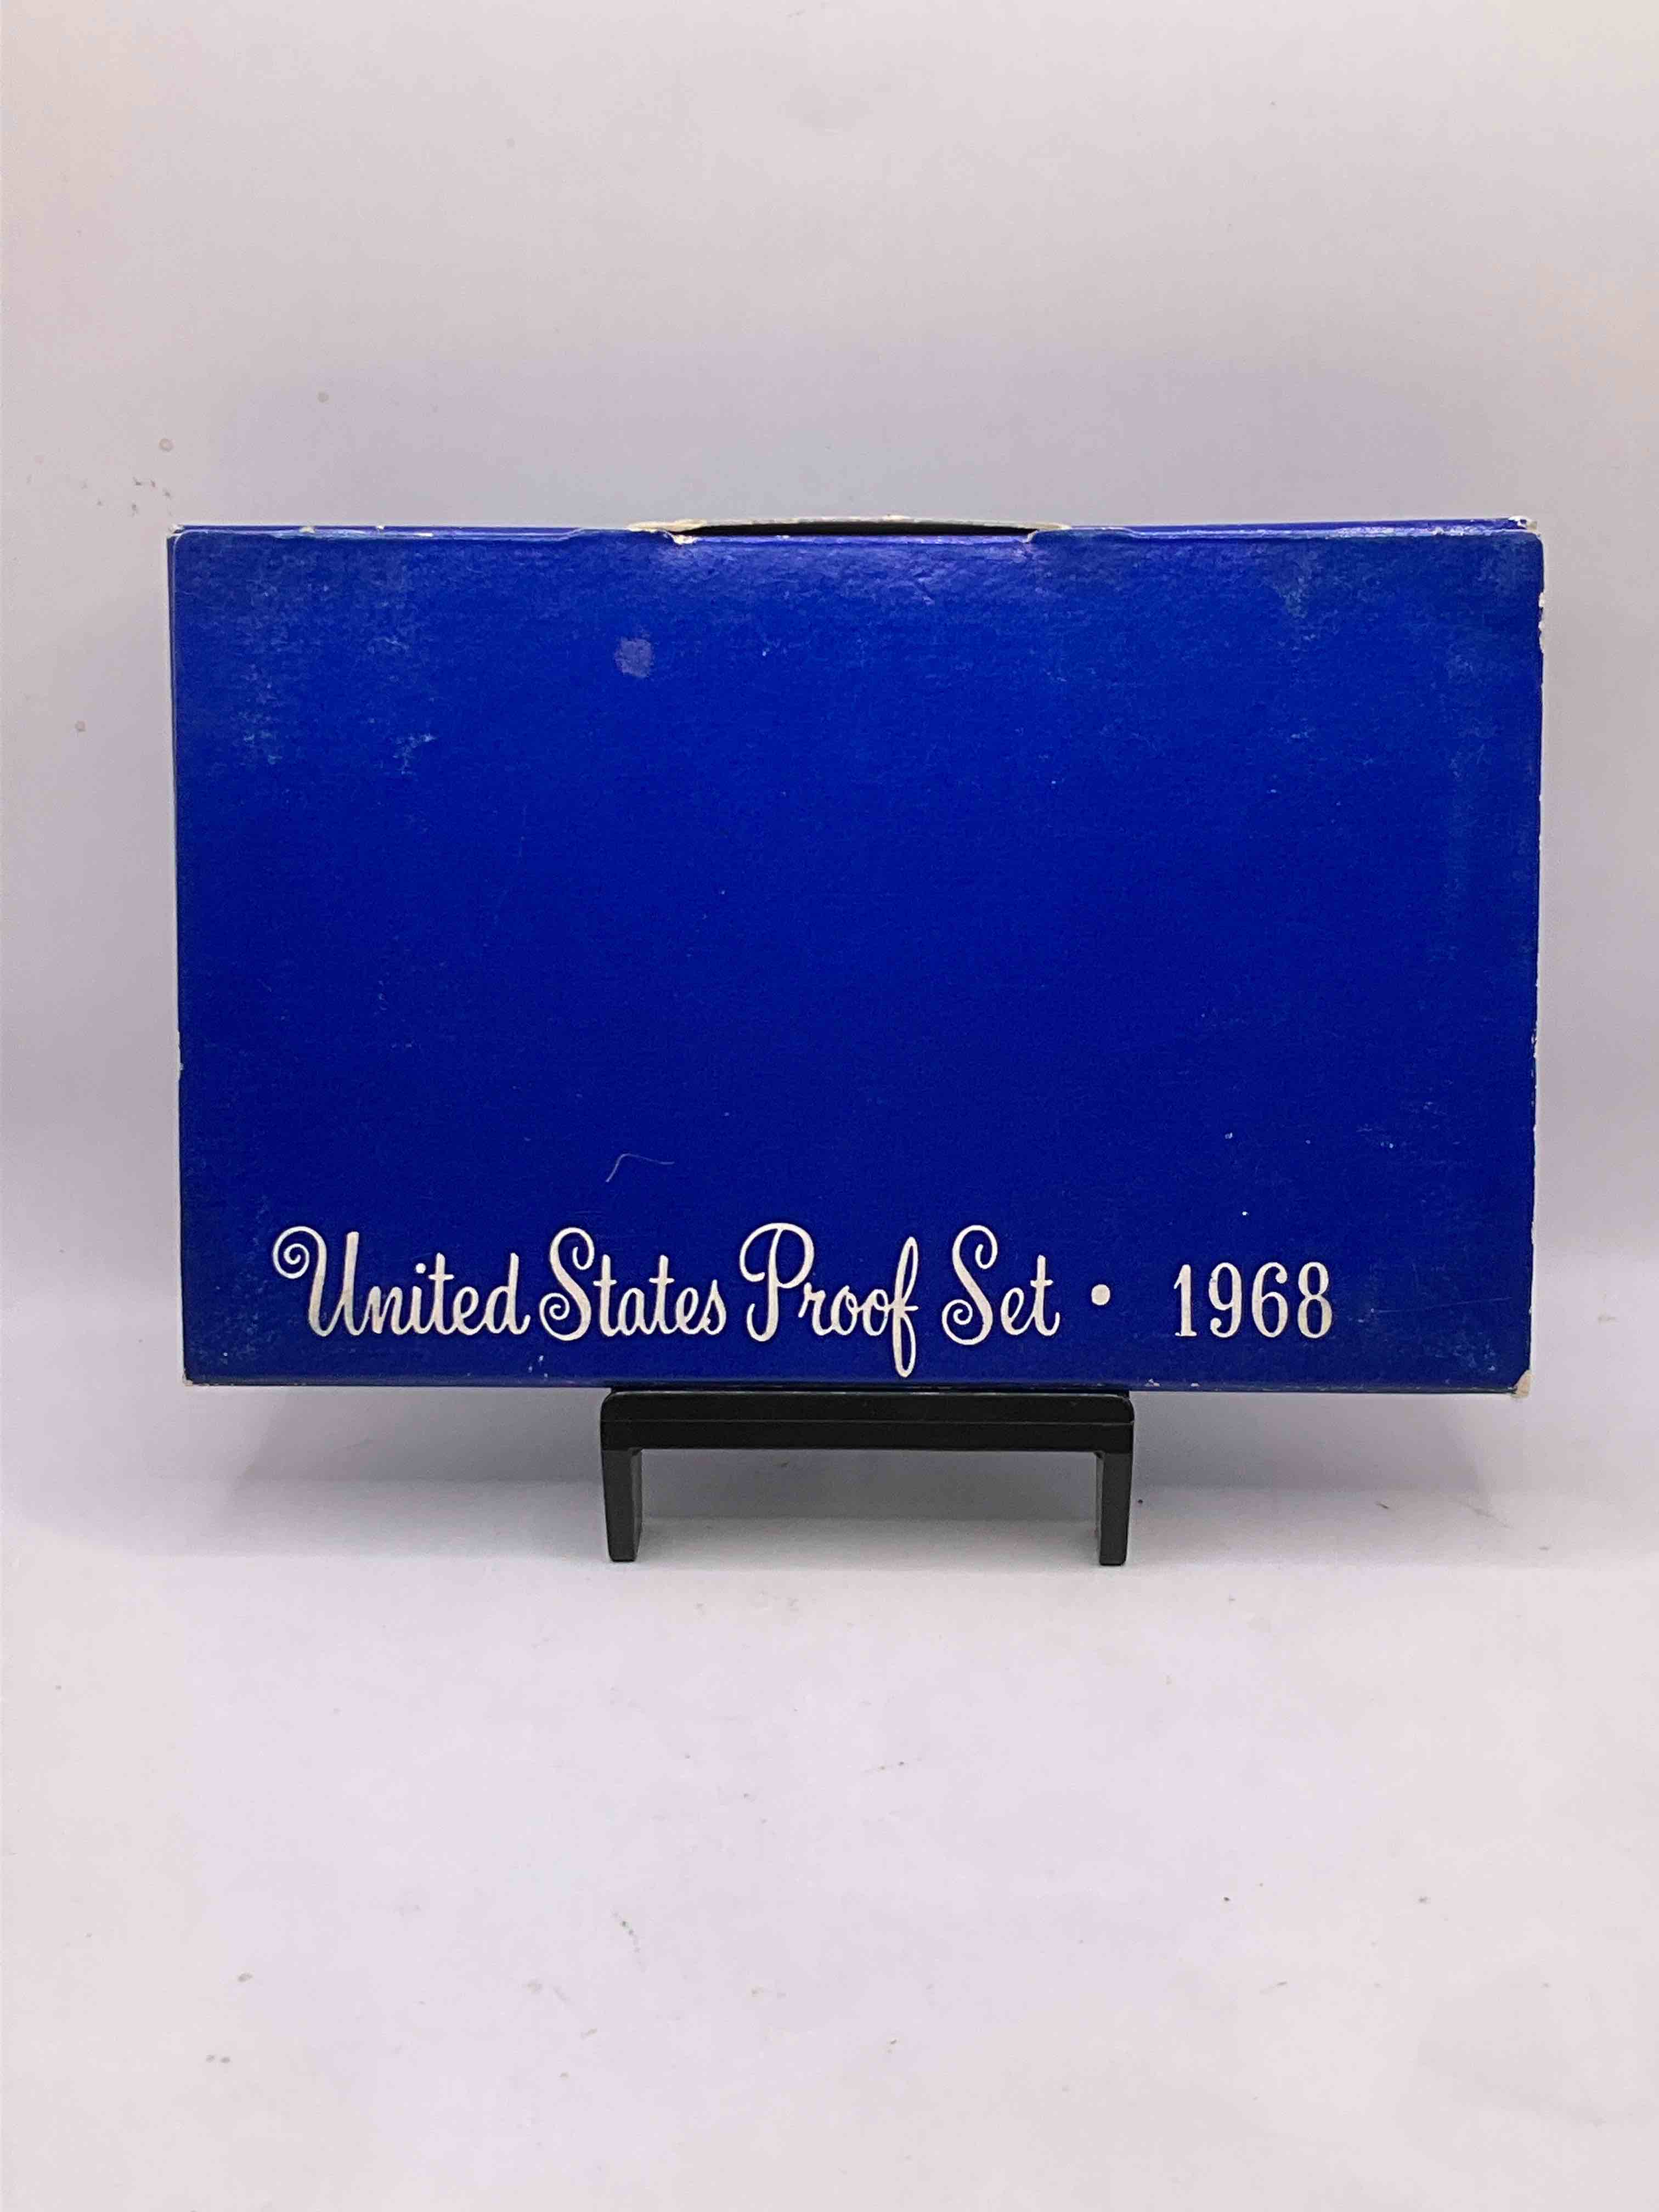 United States Proof Set • 1968